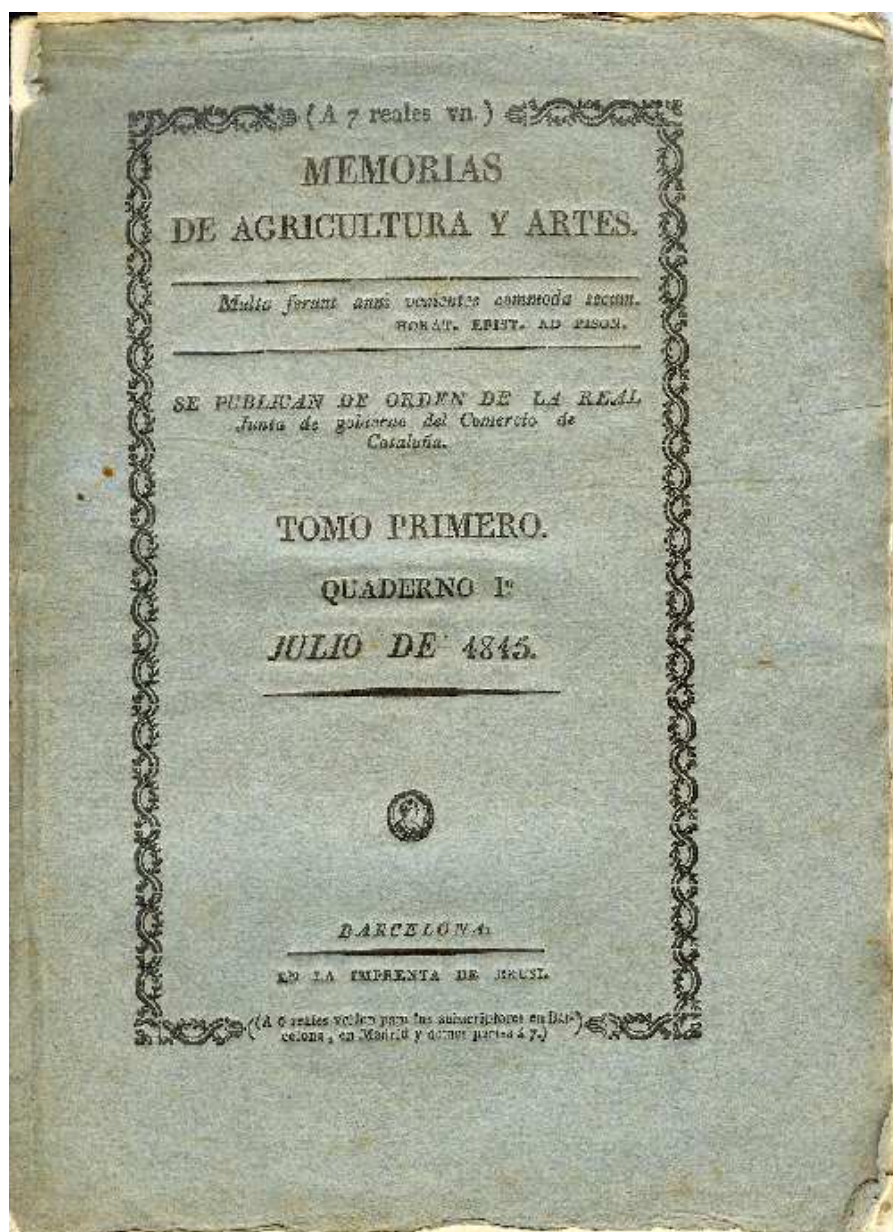 (A 7 reales vn.)
MEMORIAS
DE AGRICULTURA Y ARTES.
Multa ferunt anni venientes commoda secum.
HORAT. EPIST. AD PISON.
SE PUBLICAN DE ORDEN DE LA REAL
Junta de gobierno del Comercio de
Cataluña.
TOMO PRIMERO.
QUADERNO 1º
JULIO DE 1815.
BARCELONA:
EN LA IMPRENTA DE BRUSI.
(A 6 reales vellon para los subscriptores en Bar-
celona, en Madrid y demas partes á 7.)